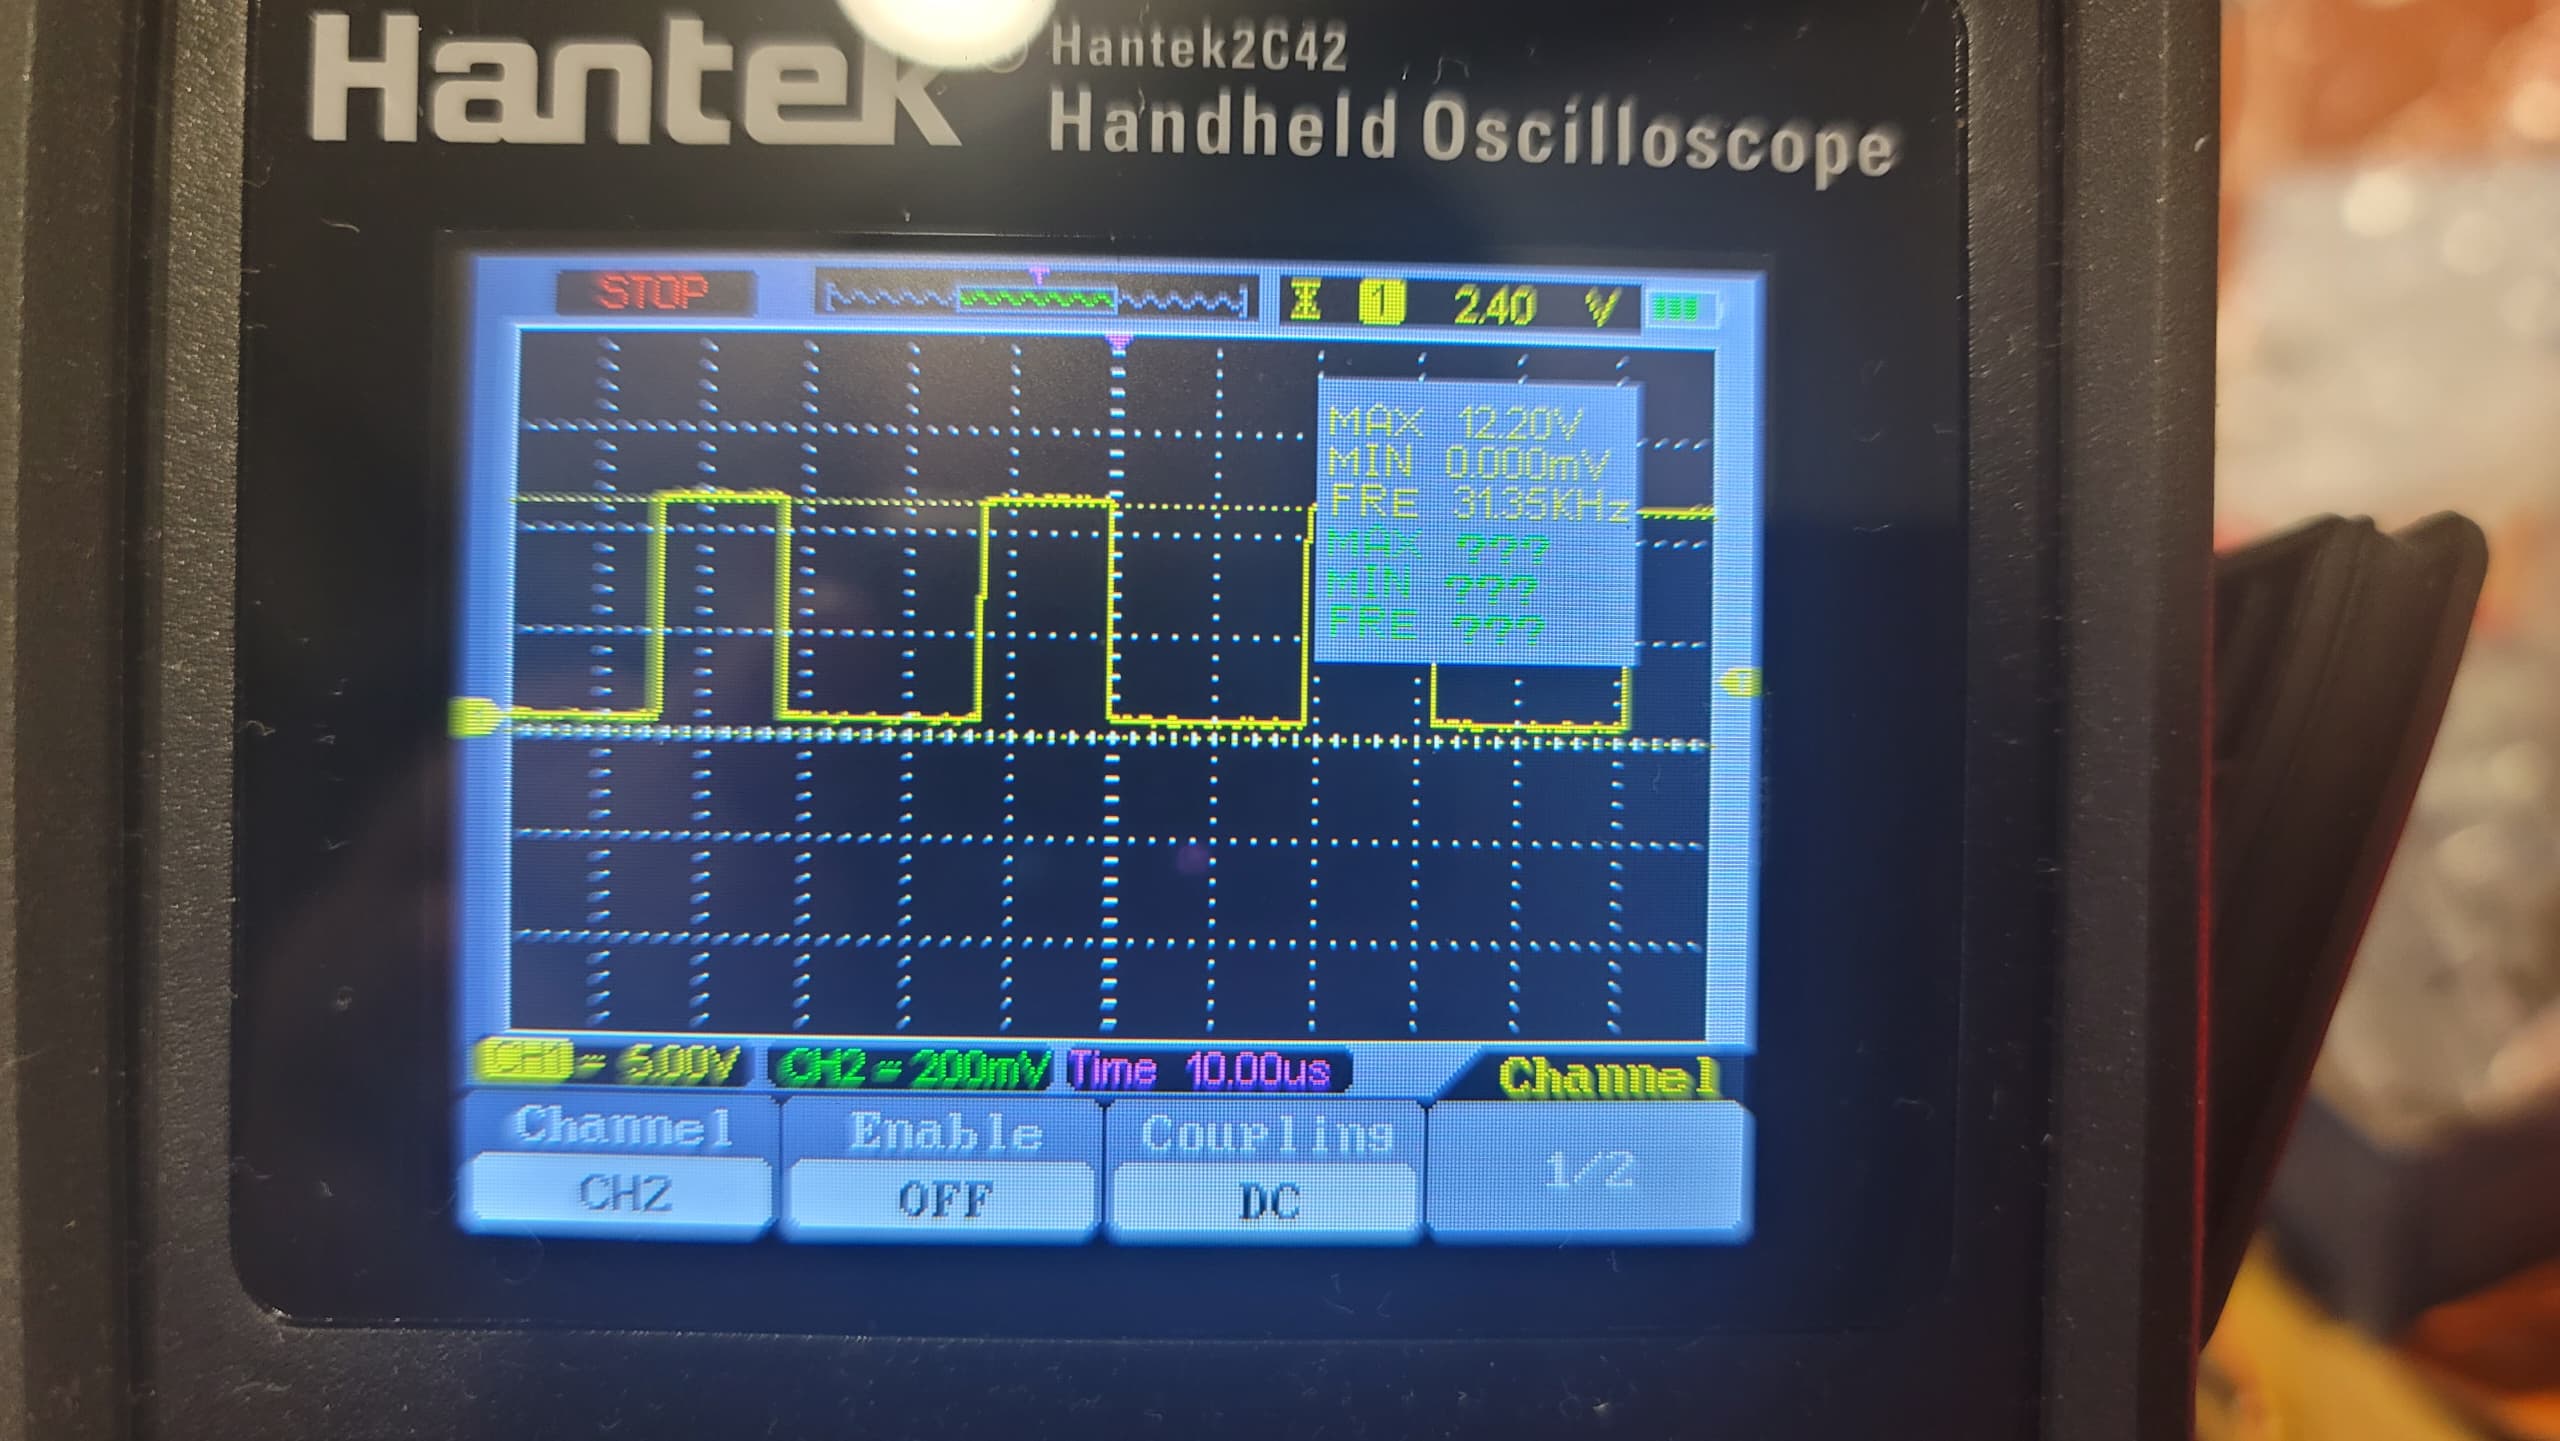 Hantek
Hantek2C42
Handheld Oscilloscope
STOP
1 2.40 V
MAX 12.20V
MIN 0.000mV
FRE 31.35KHz
MAX ???
MIN ???
FRE ???
CH1 5.00V CH2 200mV Time 10.00us Channel
Channel Enable Coupling
CH2 OFF DC 1/2